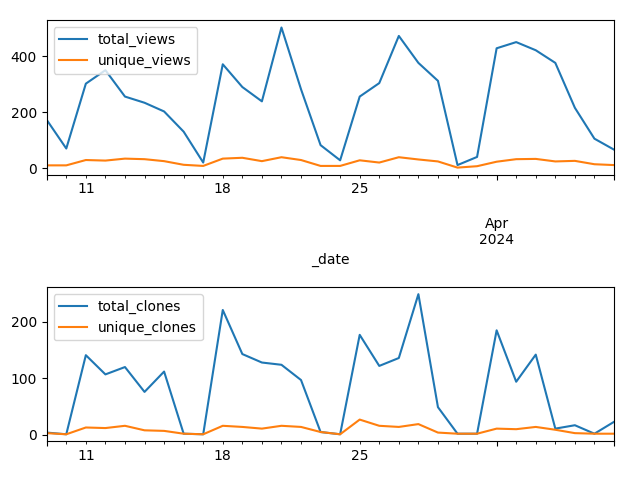 400
200
0
total_views
unique_views
11
18
25
Apr
2024
_date
200
100
0
total_clones
unique_clones
11
18
25